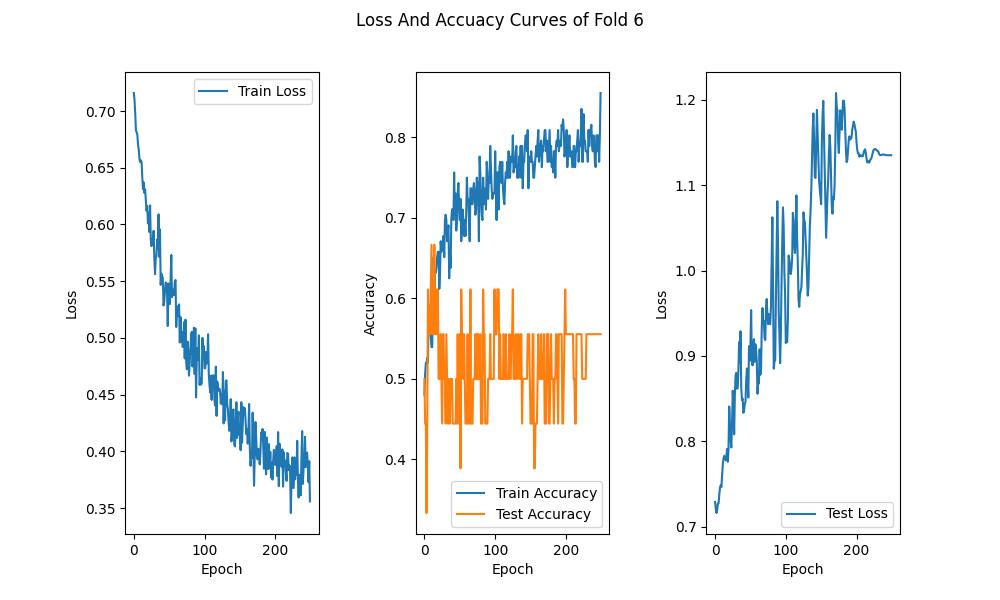 Loss And Accuacy Curves of Fold 6
Loss
0.70
0.65
0.60
0.55
0.50
0.45
0.40
0.35
0
100
200
Epoch
Train Loss
Accuracy
0.8
0.7
0.6
0.5
0.4
0
100
200
Epoch
Train Accuracy
Test Accuracy
Loss
1.2
1.1
1.0
0.9
0.8
0.7
0
100
200
Epoch
Test Loss